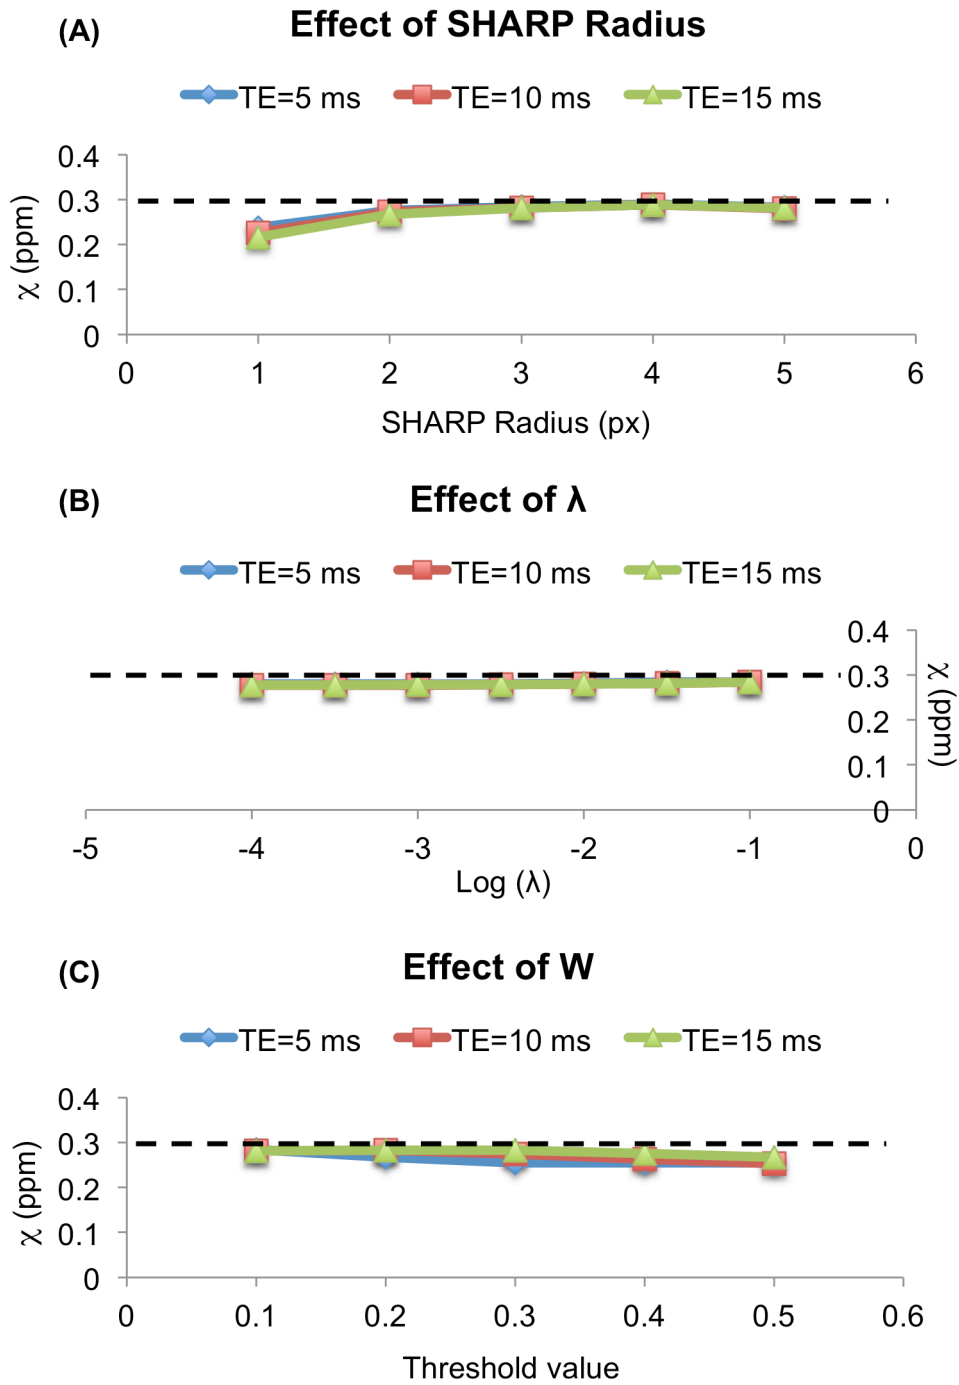 (A)
Effect of SHARP Radius
TE=5 ms TE=10 ms TE=15 ms
0.4
0.3
0.2
0.1
0
χ (ppm)
0 1 2 3 4 5 6
SHARP Radius (px)
(B)
Effect of λ
TE=5 ms TE=10 ms TE=15 ms
0.4
0.3
0.2
0.1
0
χ (ppm)
-5 -4 -3 -2 -1 0
Log (λ)
(C)
Effect of W
TE=5 ms TE=10 ms TE=15 ms
0.4
0.3
0.2
0.1
0
χ (ppm)
0 0.1 0.2 0.3 0.4 0.5 0.6
Threshold value